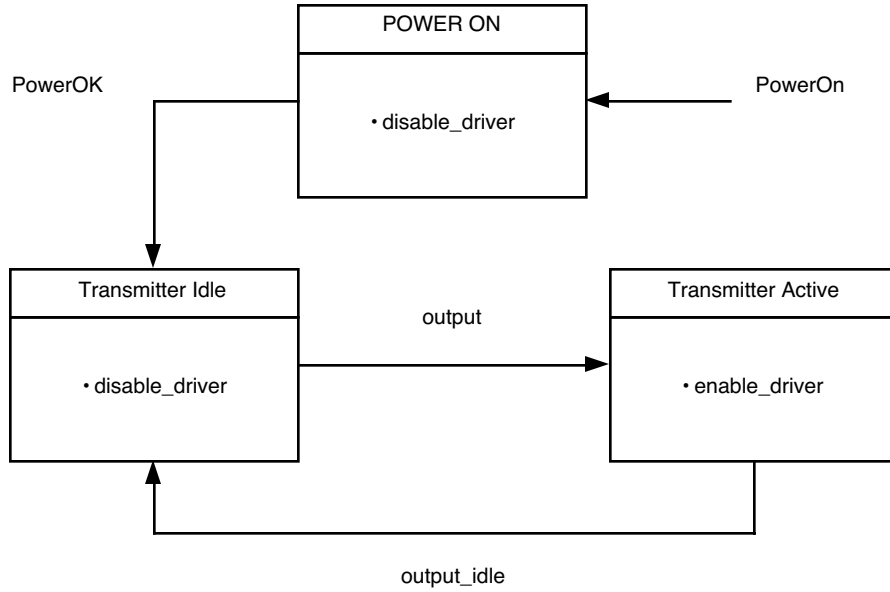 POWER ON
PowerOK
PowerOn
• disable_driver
Transmitter Idle
Transmitter Active
output
• disable_driver
• enable_driver
output_idle